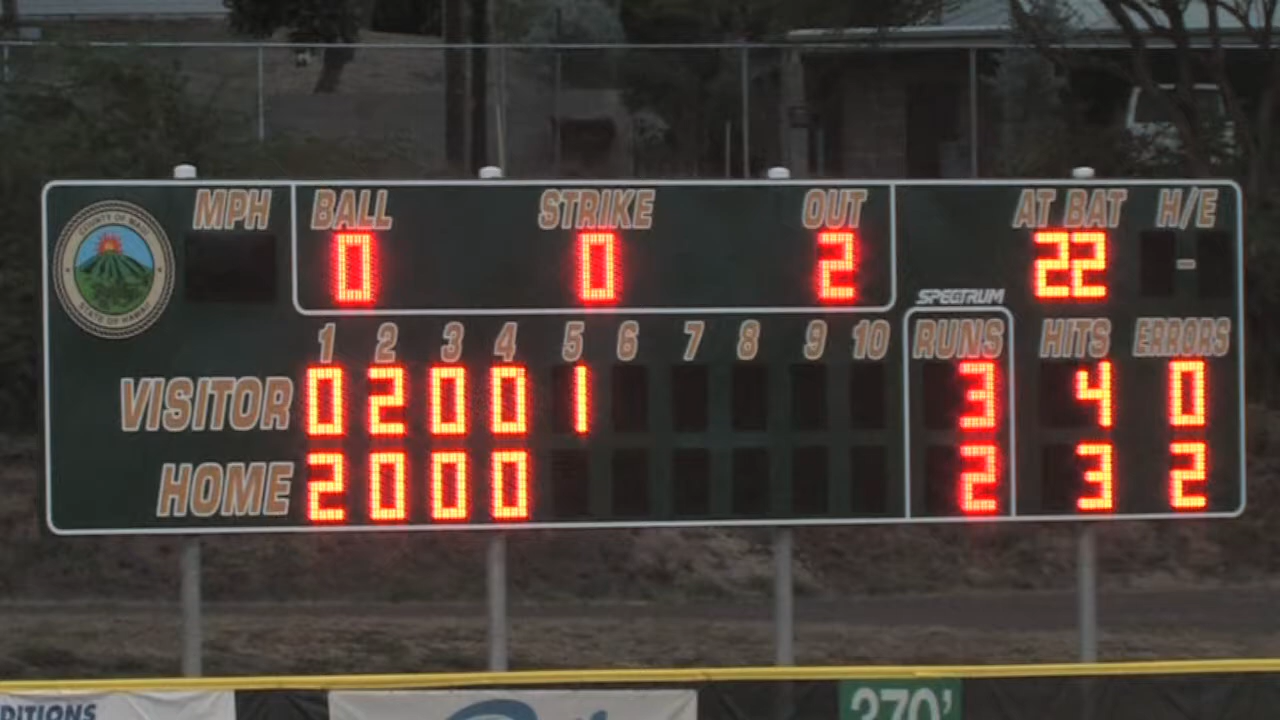 MPH BALL STRIKE OUT AT BAT H/E
COUNTY OF MAUI
STATE OF HAWAII
0 0 2 22 -
SPECTRUM
1 2 3 4 5 6 7 8 9 10 RUNS HITS ERRORS
VISITOR 0 2 0 0 1 3 4 0
HOME 2 0 0 0 2 3 2
DITIONS
370'